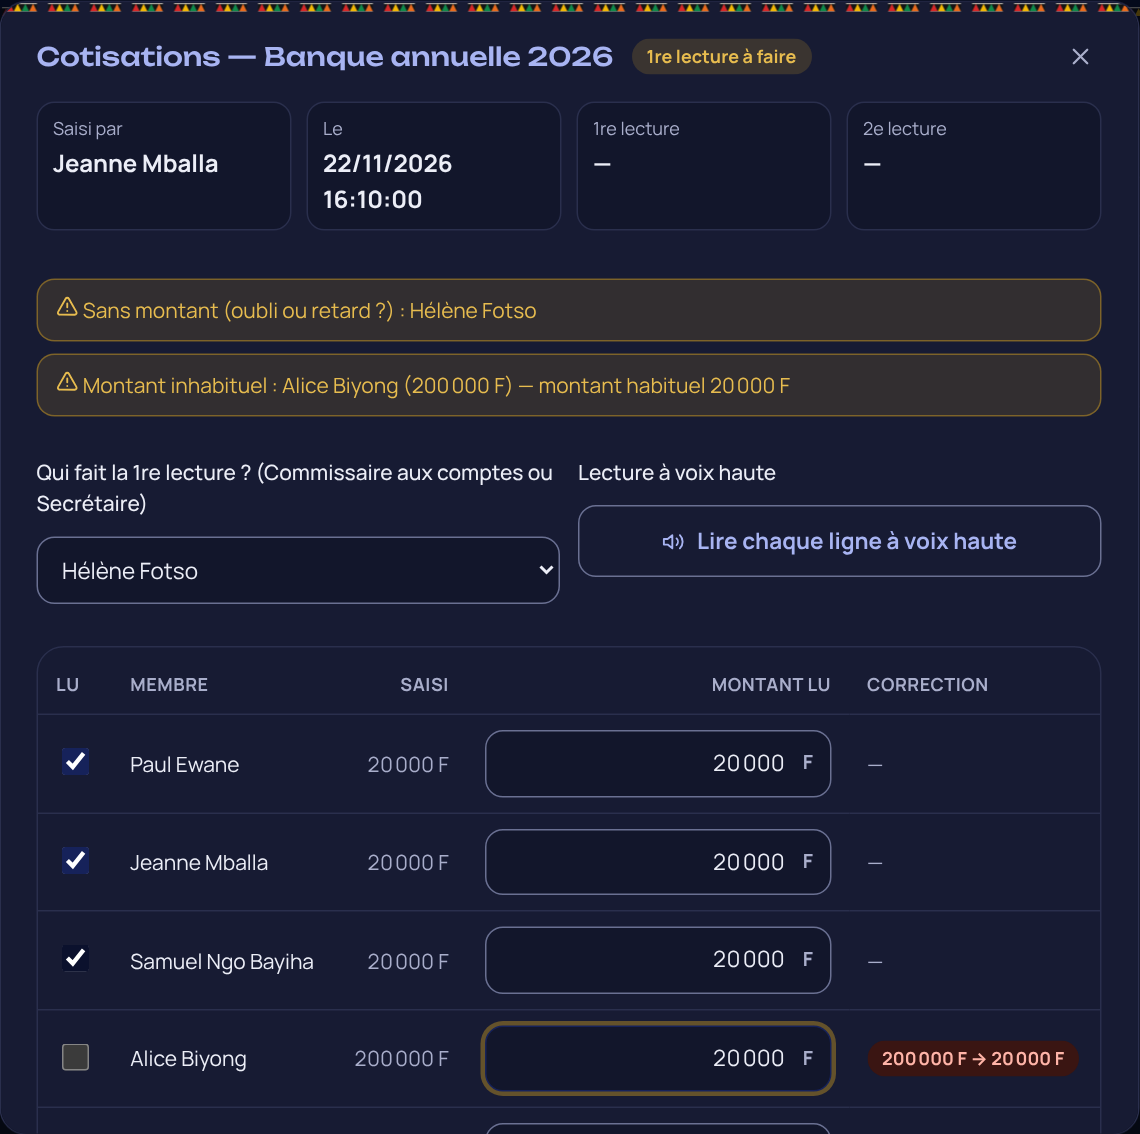 Cotisations — Banque annuelle 2026
1re lecture à faire
Saisi par
Jeanne Mballa
Le
22/11/2026
16:10:00
1re lecture
—
2e lecture
—
Sans montant (oubli ou retard ?) : Hélène Fotso
Montant inhabituel : Alice Biyong (200 000 F) — montant habituel 20 000 F
Qui fait la 1re lecture ? (Commissaire aux comptes ou
Secrétaire)
Hélène Fotso
Lecture à voix haute
Lire chaque ligne à voix haute
LU MEMBRE SAISI MONTANT LU CORRECTION
Paul Ewane 20 000 F 20 000 F —
Jeanne Mballa 20 000 F 20 000 F —
Samuel Ngo Bayiha 20 000 F 20 000 F —
Alice Biyong 200 000 F 20 000 F 200 000 F → 20 000 F